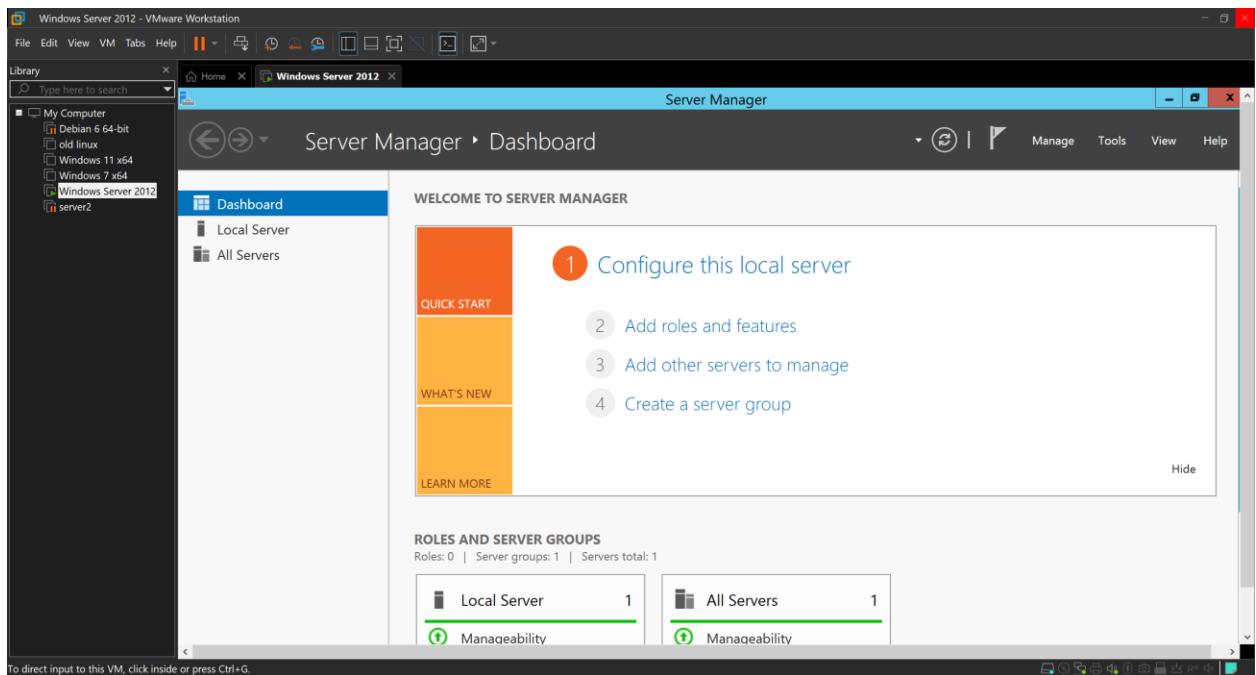 Windows Server 2012 - VMware Workstation
File Edit View VM Tabs Help
Library
Type here to search
My Computer
Debian 6 64-bit
old linux
Windows 11 x64
Windows 7 x64
Windows Server 2012
server2
Home Windows Server 2012
Server Manager
Server Manager Dashboard
Manage Tools View Help
Dashboard
Local Server
All Servers
WELCOME TO SERVER MANAGER
QUICK START
WHAT'S NEW
LEARN MORE
1 Configure this local server
2 Add roles and features
3 Add other servers to manage
4 Create a server group
Hide
ROLES AND SERVER GROUPS
Roles: 0 | Server groups: 1 | Servers total: 1
Local Server 1
Manageability
All Servers 1
Manageability
To direct input to this VM, click inside or press Ctrl+G.